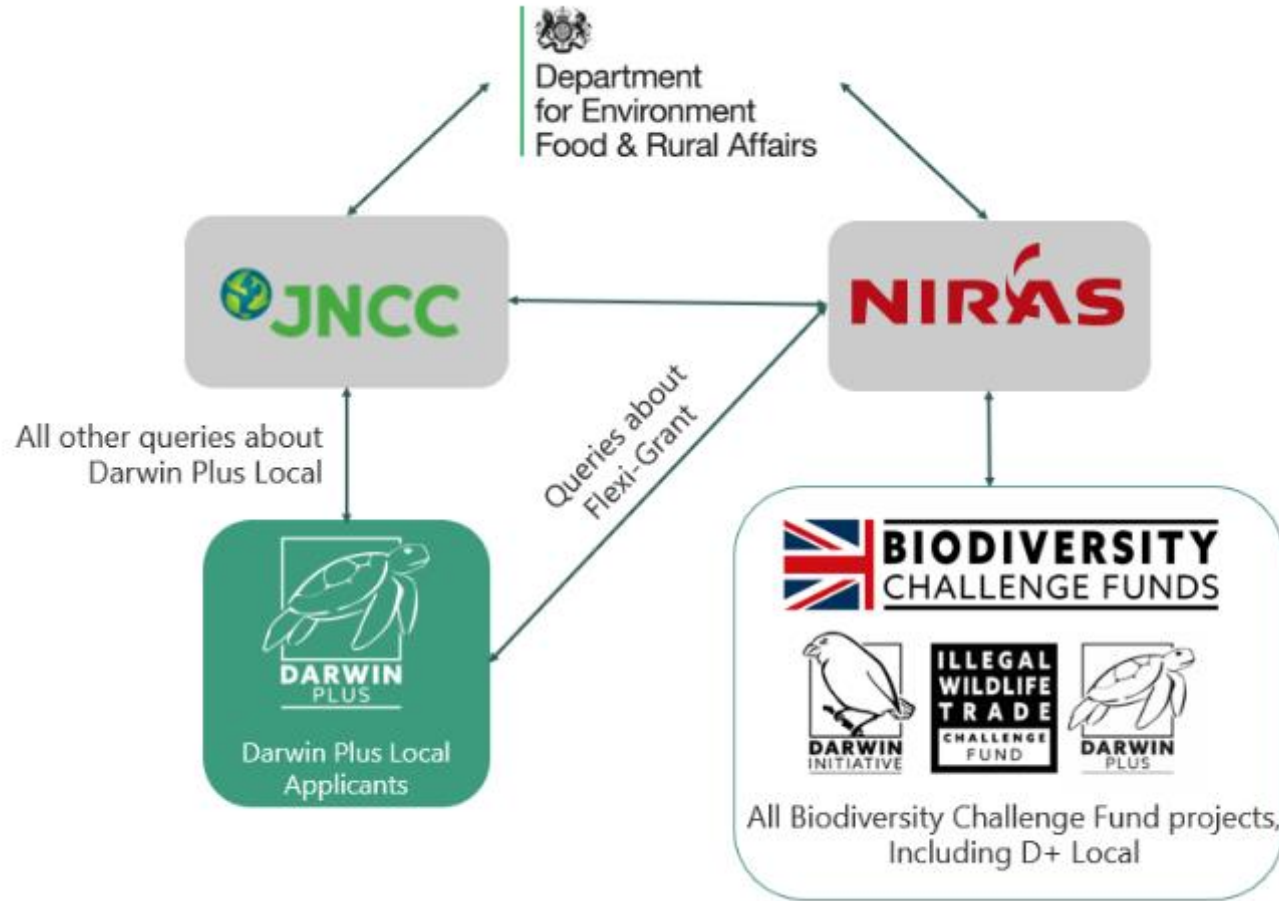 Department
for Environment
Food & Rural Affairs
JNCC
NIRAS
All other queries about
Darwin Plus Local
Queries about
Flexi-Grant
DARWIN
PLUS
Darwin Plus Local
Applicants
BIODIVERSITY
CHALLENGE FUNDS
DARWIN
INITIATIVE
ILLEGAL
WILDLIFE
TRADE
CHALLENGE
FUND
DARWIN
PLUS
All Biodiversity Challenge Fund projects,
Including D+ Local